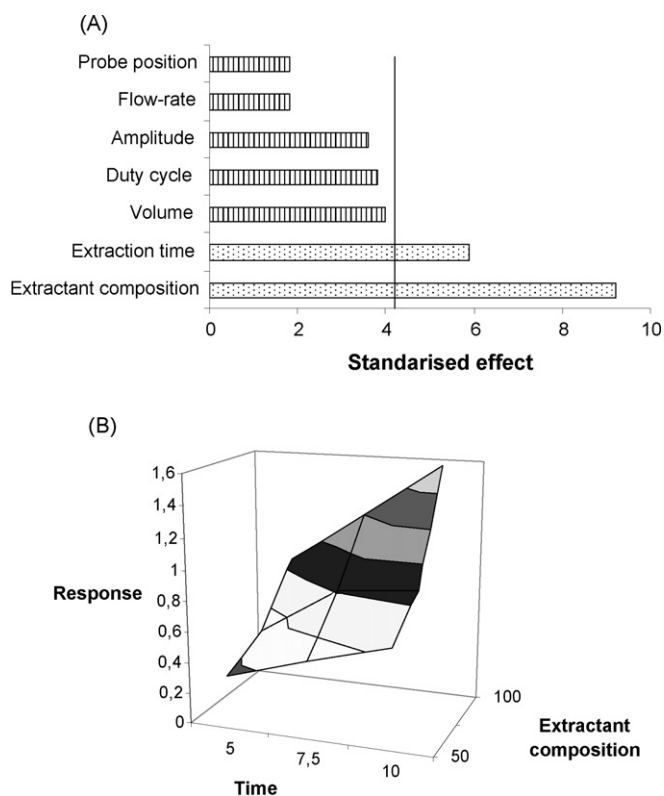 (A)
Probe position
Flow-rate
Amplitude
Duty cycle
Volume
Extraction time
Extractant composition
0 2 4 6 8 10
Standarised effect
(B)
1,6
1,4
1,2
1
0,8
0,6
0,4
0,2
0
Response
5 7,5 10
Time
50
100
Extractant
composition